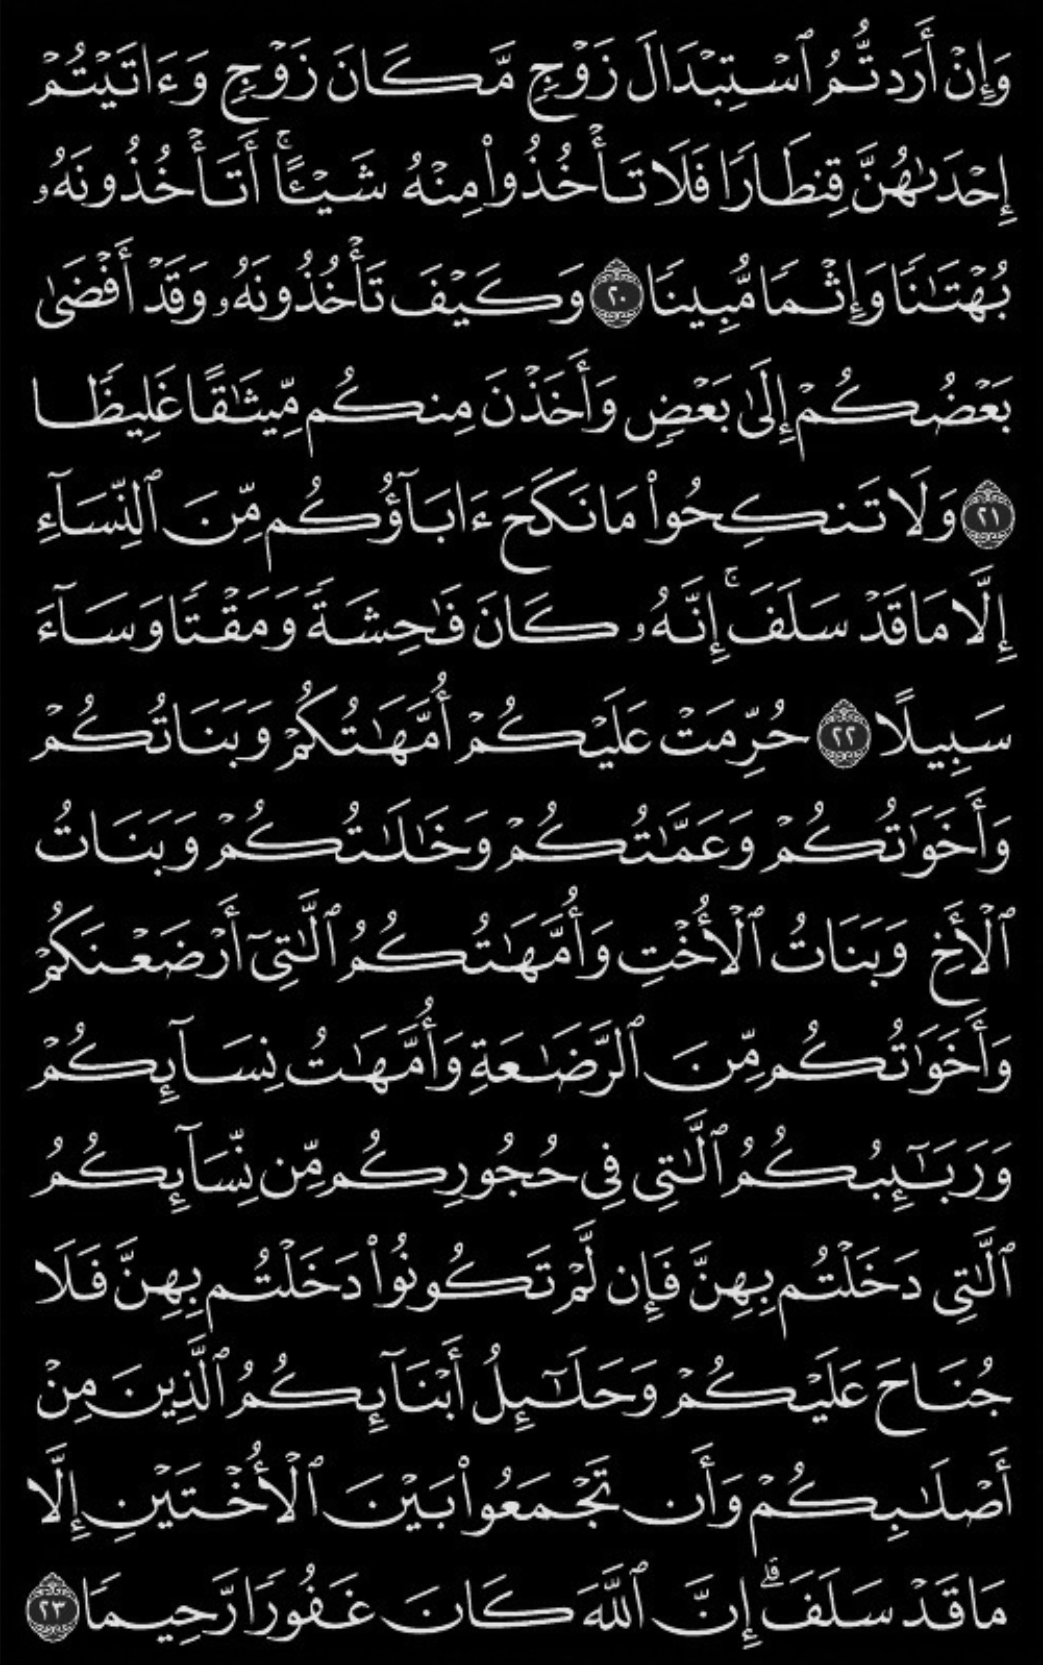 وَإِنْ أَرَدتُّمُ ٱسْتِبْدَالَ زَوْجٍ مَّكَانَ زَوْجٍ وَءَاتَيْتُمْ
إِحْدَىٰهُنَّ قِنطَارًا فَلَا تَأْخُذُوا۟ مِنْهُ شَيْـًٔا ۚ أَتَأْخُذُونَهُۥ
بُهْتَـٰنًا وَإِثْمًا مُّبِينًا ٢٠ وَكَيْفَ تَأْخُذُونَهُۥ وَقَدْ أَفْضَىٰ
بَعْضُكُمْ إِلَىٰ بَعْضٍ وَأَخَذْنَ مِنكُم مِّيثَـٰقًا غَلِيظًا
٢١ وَلَا تَنكِحُوا۟ مَا نَكَحَ ءَابَآؤُكُم مِّنَ ٱلنِّسَآءِ
إِلَّا مَا قَدْ سَلَفَ ۚ إِنَّهُۥ كَانَ فَـٰحِشَةً وَمَقْتًا وَسَآءَ
سَبِيلًا ٢٢ حُرِّمَتْ عَلَيْكُمْ أُمَّهَـٰتُكُمْ وَبَنَاتُكُمْ
وَأَخَوَٰتُكُمْ وَعَمَّـٰتُكُمْ وَخَـٰلَـٰتُكُمْ وَبَنَاتُ
ٱلْأَخِ وَبَنَاتُ ٱلْأُخْتِ وَأُمَّهَـٰتُكُمُ ٱلَّـٰتِىٓ أَرْضَعْنَكُمْ
وَأَخَوَٰتُكُم مِّنَ ٱلرَّضَـٰعَةِ وَأُمَّهَـٰتُ نِسَآئِكُمْ
وَرَبَـٰٓئِبُكُمُ ٱلَّـٰتِى فِى حُجُورِكُم مِّن نِّسَآئِكُمُ
ٱلَّـٰتِى دَخَلْتُم بِهِنَّ فَإِن لَّمْ تَكُونُوا۟ دَخَلْتُم بِهِنَّ فَلَا
جُنَاحَ عَلَيْكُمْ وَحَلَـٰٓئِلُ أَبْنَآئِكُمُ ٱلَّذِينَ مِنْ
أَصْلَـٰبِكُمْ وَأَن تَجْمَعُوا۟ بَيْنَ ٱلْأُخْتَيْنِ إِلَّا
مَا قَدْ سَلَفَ ۗ إِنَّ ٱللَّهَ كَانَ غَفُورًا رَّحِيمًا ٢٣